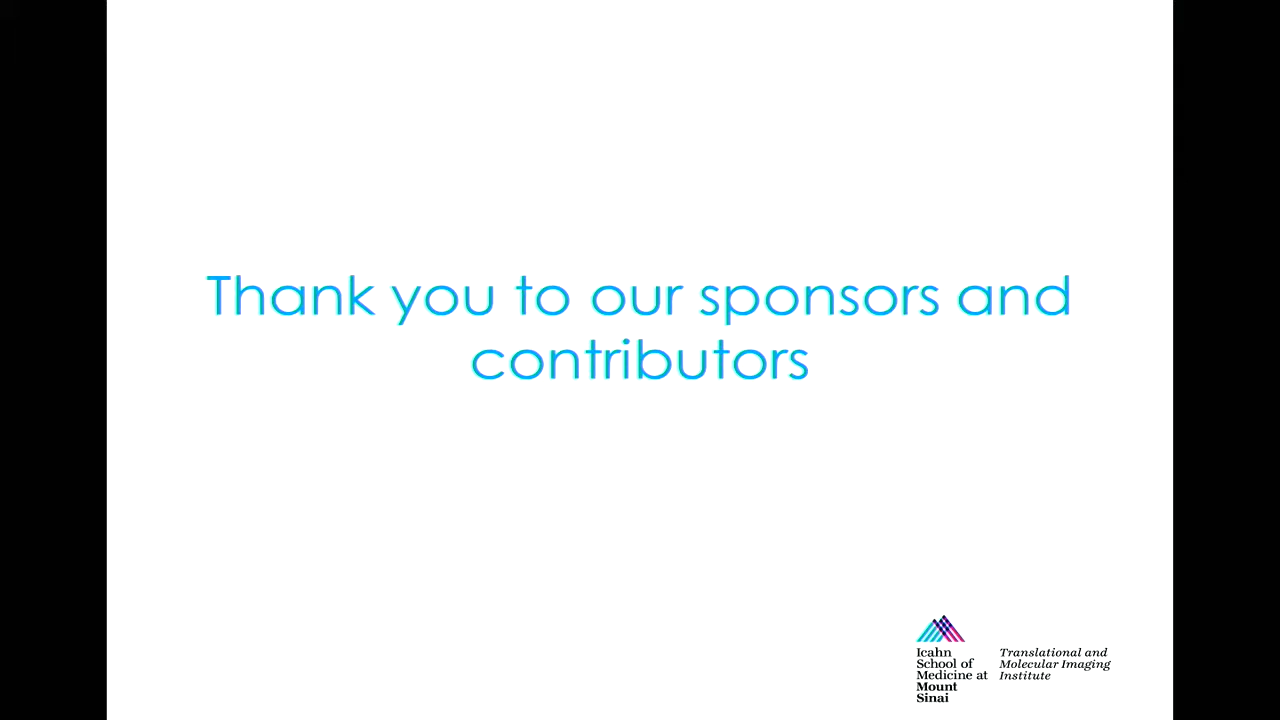 Thank you to our sponsors and
contributors
Icahn
School of
Medicine at
Mount
Sinai
Translational and
Molecular Imaging
Institute